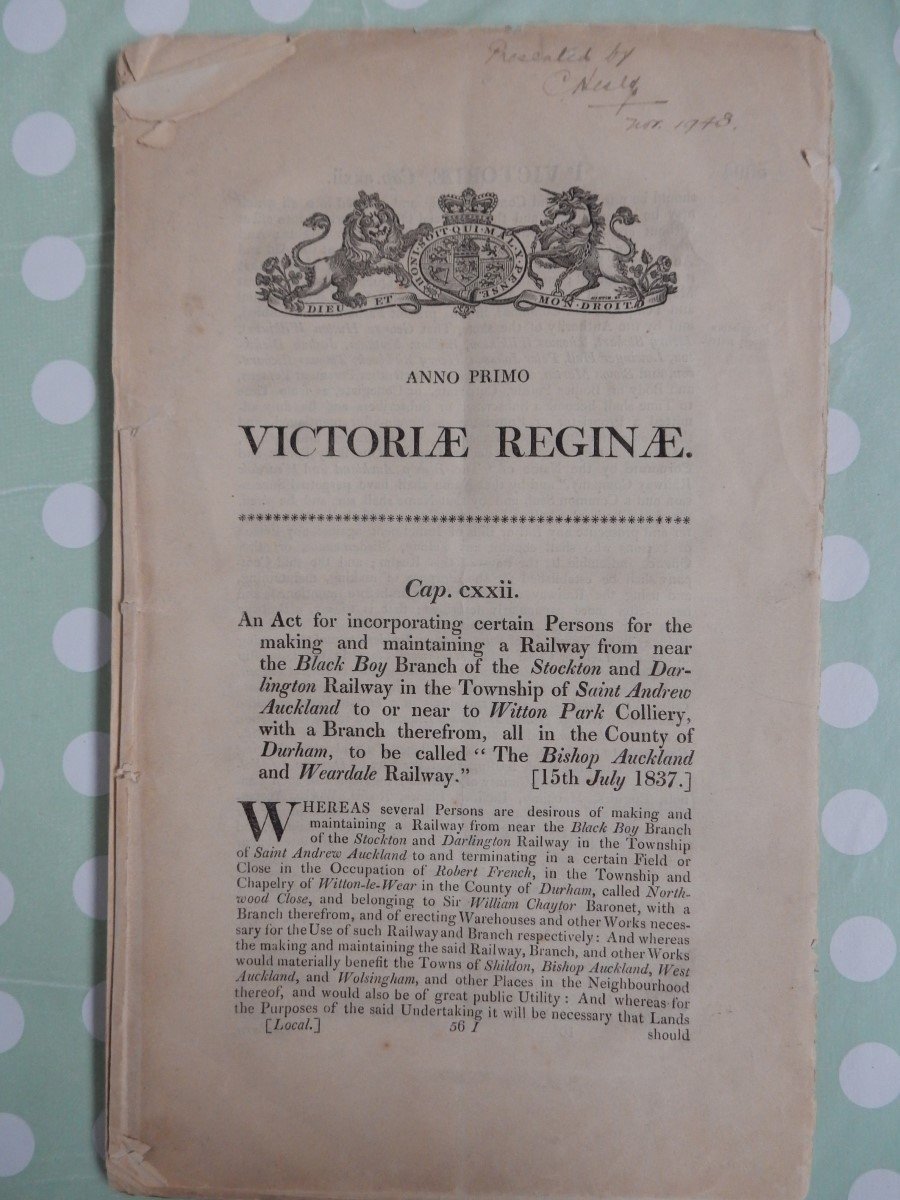 Presented by
C.
Nov. 1943.
HONI·SOIT·QUI·MAL·Y·PENSE
DIEU ET MON·DROIT
ANNO PRIMO
VICTORIÆ REGINÆ.
****************************************************
Cap. cxxii.
An Act for incorporating certain Persons for the
making and maintaining a Railway from near
the Black Boy Branch of the Stockton and Dar-
lington Railway in the Township of Saint Andrew
Auckland to or near to Witton Park Colliery,
with a Branch therefrom, all in the County of
Durham, to be called “ The Bishop Auckland
and Weardale Railway.” [15th July 1837.]
WHEREAS several Persons are desirous of making and
maintaining a Railway from near the Black Boy Branch
of the Stockton and Darlington Railway in the Township
of Saint Andrew Auckland to and terminating in a certain Field or
Close in the Occupation of Robert French, in the Township and
Chapelry of Witton-le-Wear in the County of Durham, called North-
wood Close, and belonging to Sir William Chaytor Baronet, with a
Branch therefrom, and of erecting Warehouses and other Works neces-
sary for the Use of such Railway and Branch respectively: And whereas
the making and maintaining the said Railway, Branch, and other Works
would materially benefit the Towns of Shildon, Bishop Auckland, West
Auckland, and Wolsingham, and other Places in the Neighbourhood
thereof, and would also be of great public Utility: And whereas for
the Purposes of the said Undertaking it will be necessary that Lands
[Local.] 56 I should